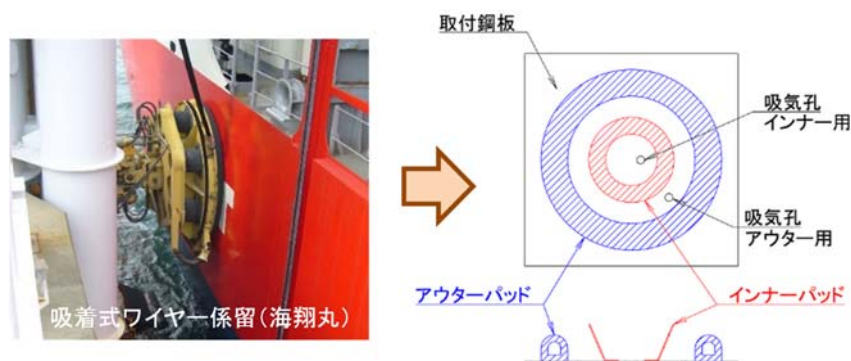 吸着式ワイヤー係留(海翔丸)
取付鋼板
吸気孔
インナー用
吸気孔
アウター用
アウターパッド
インナーパッド